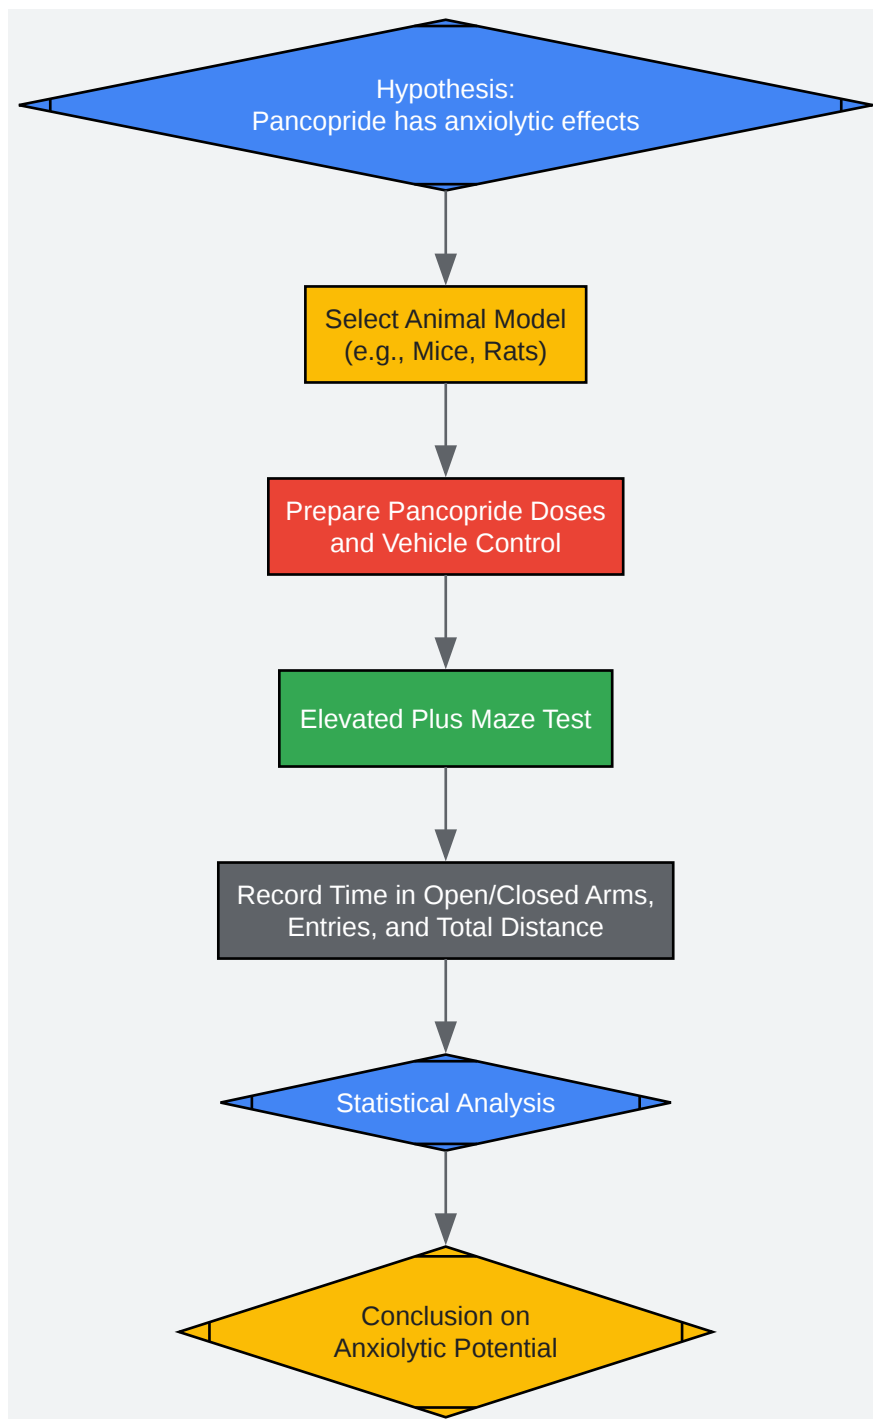 Hypothesis:
Pancopride has anxiolytic effects
Select Animal Model
(e.g., Mice, Rats)
Prepare Pancopride Doses
and Vehicle Control
Elevated Plus Maze Test
Record Time in Open/Closed Arms,
Entries, and Total Distance
Statistical Analysis
Conclusion on
Anxiolytic Potential